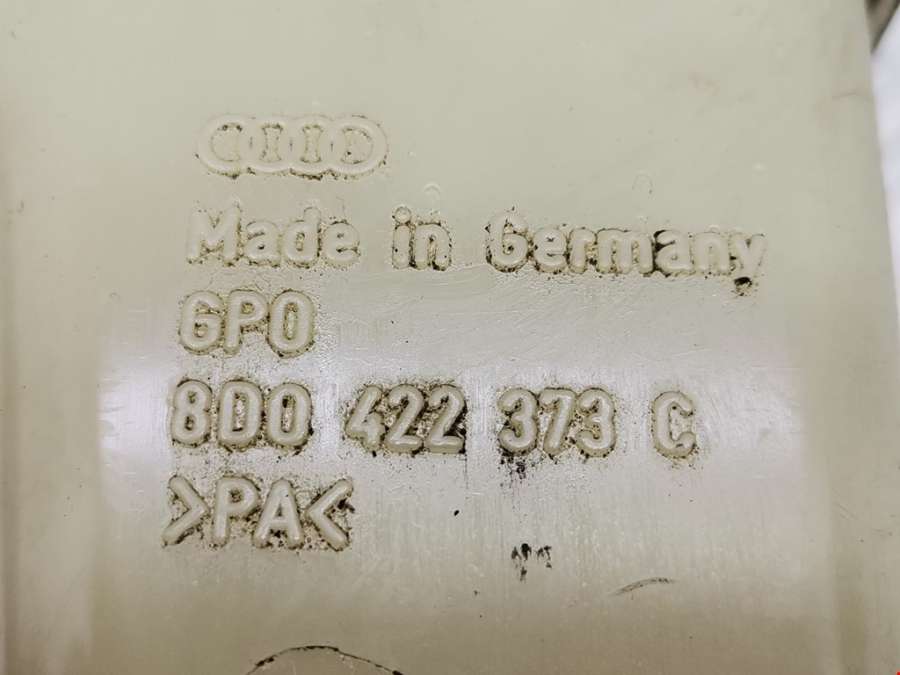 Made in Germany
GPO
8D0 422 373 C
>PA<